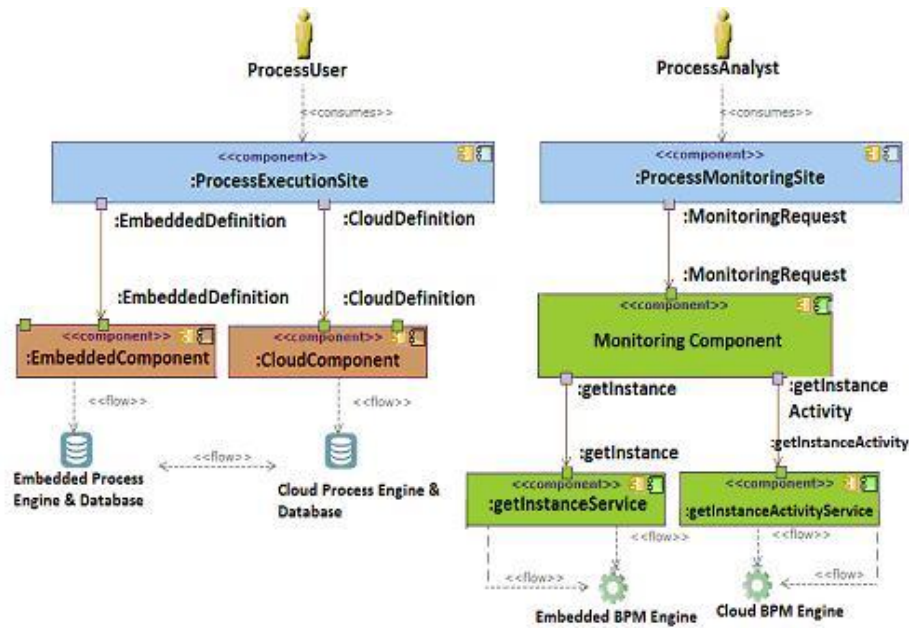 ProcessUser
ProcessAnalyst
<<consumes>>
<<consumes>>
<<component>>
:ProcessExecutionSite
<<component>>
:ProcessMonitoringSite
:EmbeddedDefinition
:CloudDefinition
:MonitoringRequest
:EmbeddedDefinition
:CloudDefinition
:MonitoringRequest
<<component>>
:EmbeddedComponent
<<component>>
:CloudComponent
Monitoring Component
<<flow>>
<<flow>>
:getInstance
:getInstance
Activity
<<flow>>
:getInstance
:getInstanceActivity
Embedded Process
Engine & Database
Cloud Process Engine &
Database
<<component>>
:getInstanceService
<<component>>
:getInstanceActivityService
<<flow>>
<<flow>>
<<flow>>
<<flow>>
Embedded BPM Engine
Cloud BPM Engine